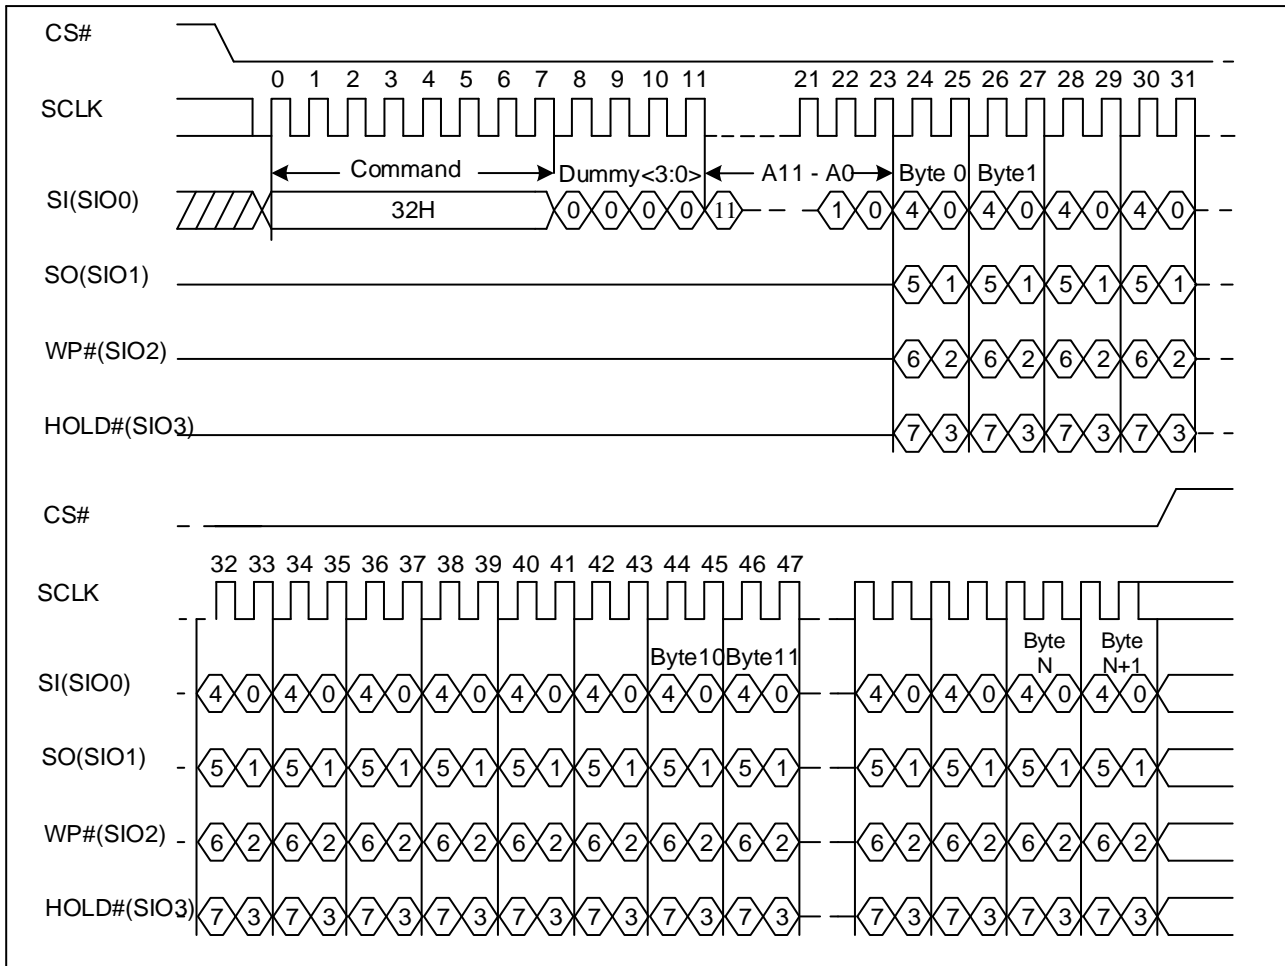 CS#
0 1 2 3 4 5 6 7 8 9 10 11 21 22 23 24 25 26 27 28 29 30 31
SCLK
Command Dummy<3:0> A11 - A0 Byte 0 Byte1
SI(SIO0) 32H 0 0 0 0 11 1 0 4 0 4 0 4 0 4 0
SO(SIO1) 5 1 5 1 5 1 5 1
WP#(SIO2) 6 2 6 2 6 2 6 2
HOLD#(SIO3) 7 3 7 3 7 3 7 3
CS#
32 33 34 35 36 37 38 39 40 41 42 43 44 45 46 47
SCLK
Byte10 Byte11 Byte N Byte N+1
SI(SIO0) 4 0 4 0 4 0 4 0 4 0 4 0 4 0 4 0 4 0 4 0 4 0 4 0
SO(SIO1) 5 1 5 1 5 1 5 1 5 1 5 1 5 1 5 1 5 1 5 1 5 1 5 1
WP#(SIO2) 6 2 6 2 6 2 6 2 6 2 6 2 6 2 6 2 6 2 6 2 6 2 6 2
HOLD#(SIO3) 7 3 7 3 7 3 7 3 7 3 7 3 7 3 7 3 7 3 7 3 7 3 7 3